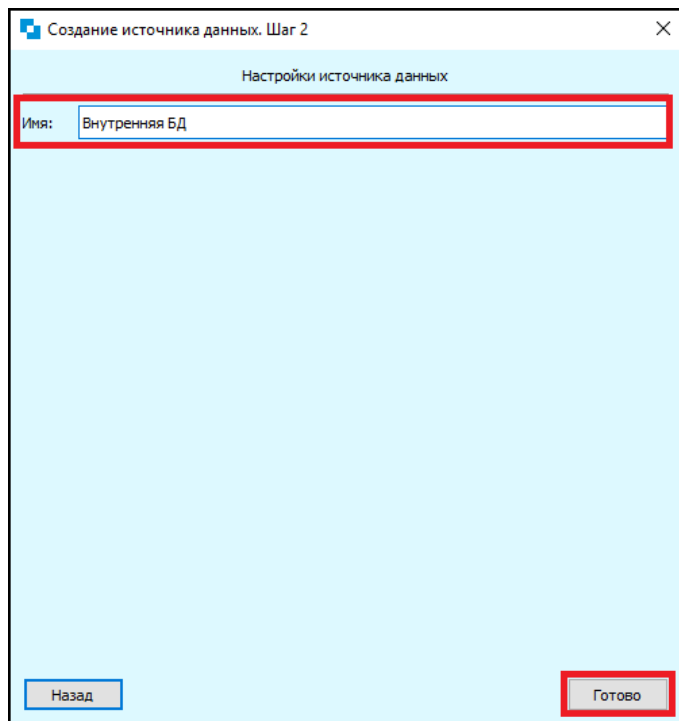 Создание источника данных. Шаг 2
Настройки источника данных
Имя: Внутренняя БД
Назад Готово